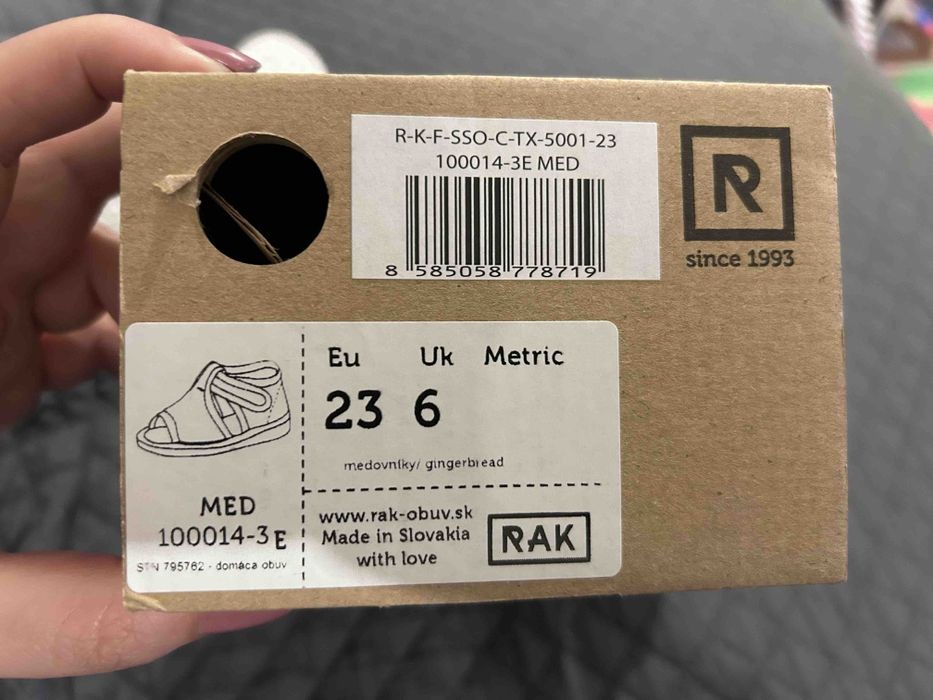 R-K-F-SSO-C-TX-5001-23
100014-3E MED
8 585058 778719
R
since 1993
Eu Uk Metric
23 6
medovníky/ gingerbread
MED
100014-3E
STN 795762 - domáca obuv
www.rak-obuv.sk
Made in Slovakia
with love
RAK